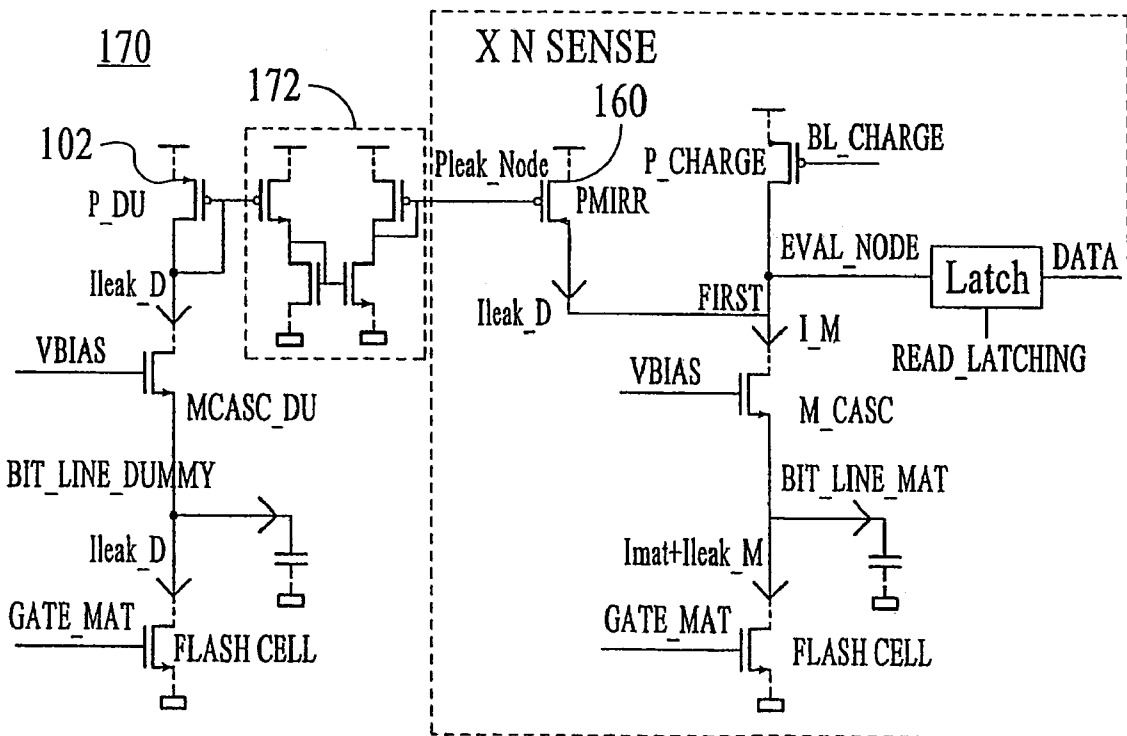 170
X N SENSE
172
160
102
P_CHARGE
BL_CHARGE
Pleak_Node
P_DU
PMIRR
EVAL_NODE
DATA
Latch
Ileak_D
Ileak_D
FIRST
I_M
READ_LATCHING
VBIAS
VBIAS
MCASC_DU
M_CASC
BIT_LINE_DUMMY
BIT_LINE_MAT
Ileak_D
Imat+Ileak_M
GATE_MAT
GATE_MAT
FLASH CELL
FLASH CELL